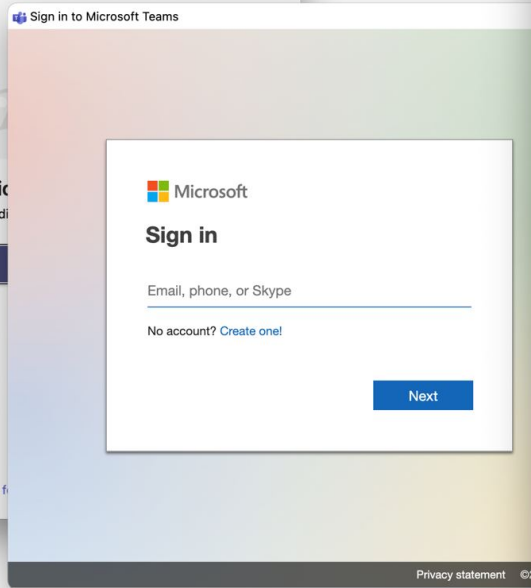 Sign in to Microsoft Teams
Microsoft
Sign in
Email, phone, or Skype
No account? Create one!
Next
Privacy statement